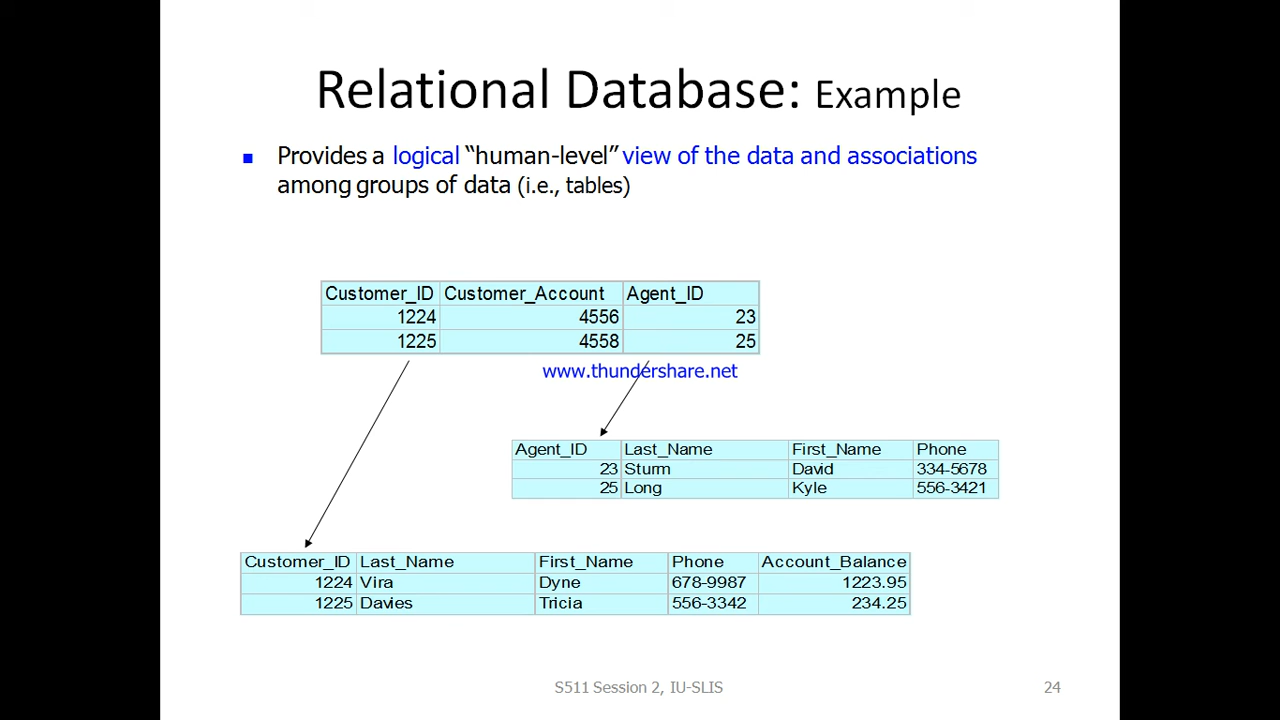 Relational Database: Example
■ Provides a logical “human-level” view of the data and associations
among groups of data (i.e., tables)
Customer_ID Customer_Account Agent_ID
1224 4556 23
1225 4558 25
www.thundershare.net
Agent_ID Last_Name First_Name Phone
23 Sturm David 334-5678
25 Long Kyle 556-3421
Customer_ID Last_Name First_Name Phone Account_Balance
1224 Vira Dyne 678-9987 1223.95
1225 Davies Tricia 556-3342 234.25
S511 Session 2, IU-SLIS 24